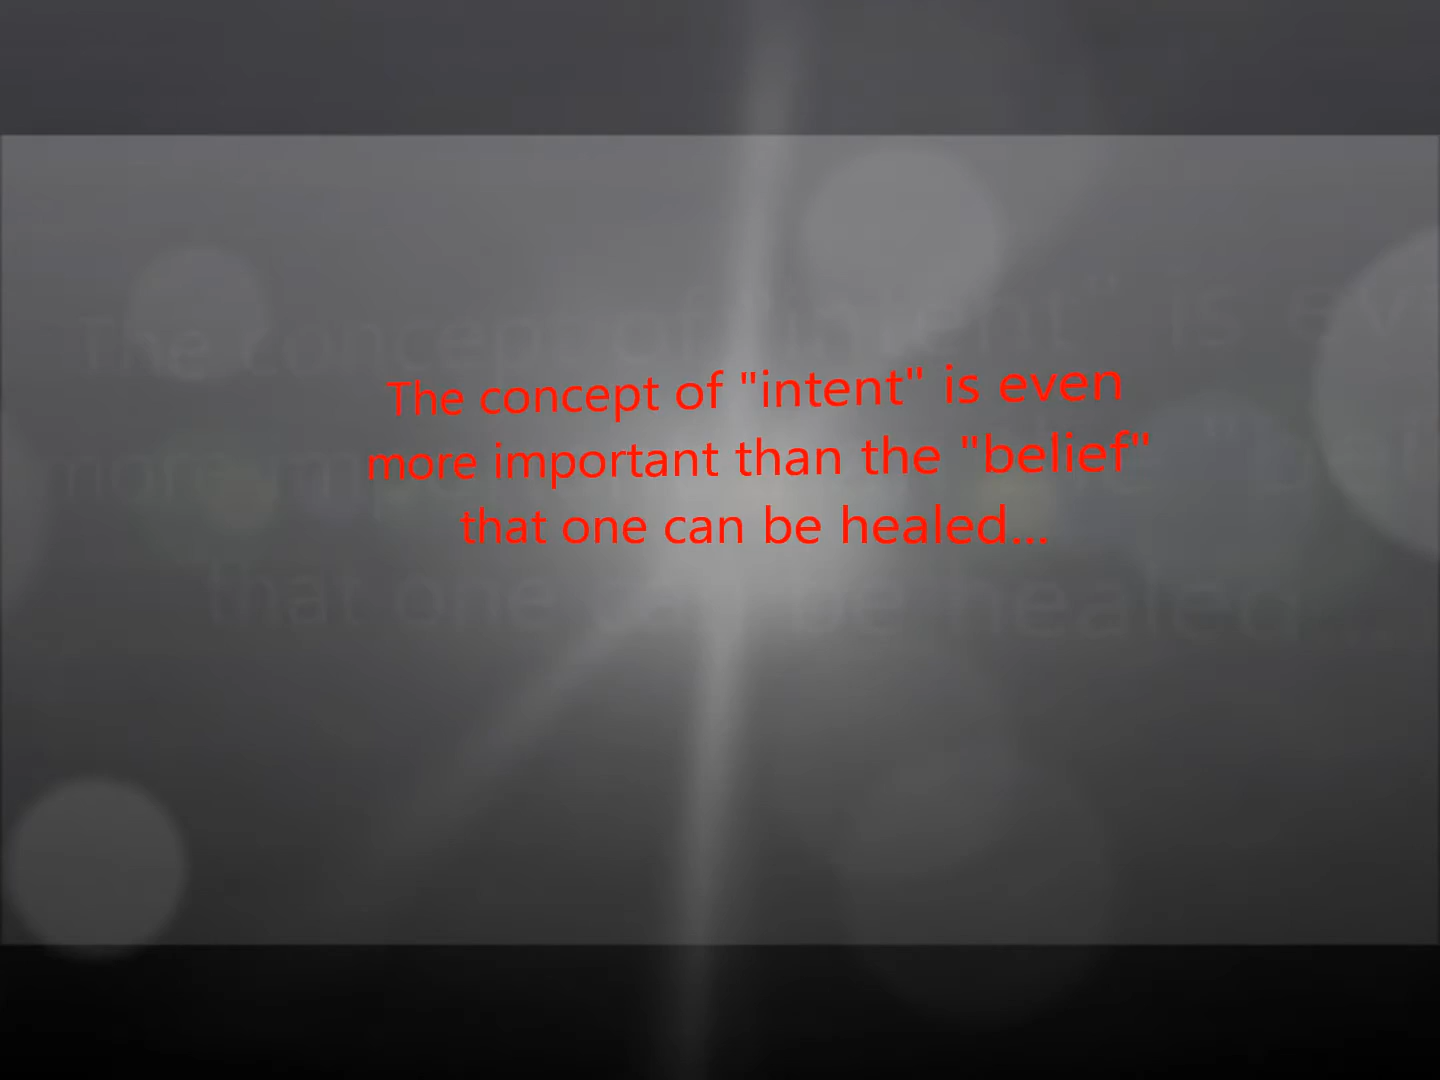 The concept of "intent" is even
more important than the "belief"
that one can be healed...